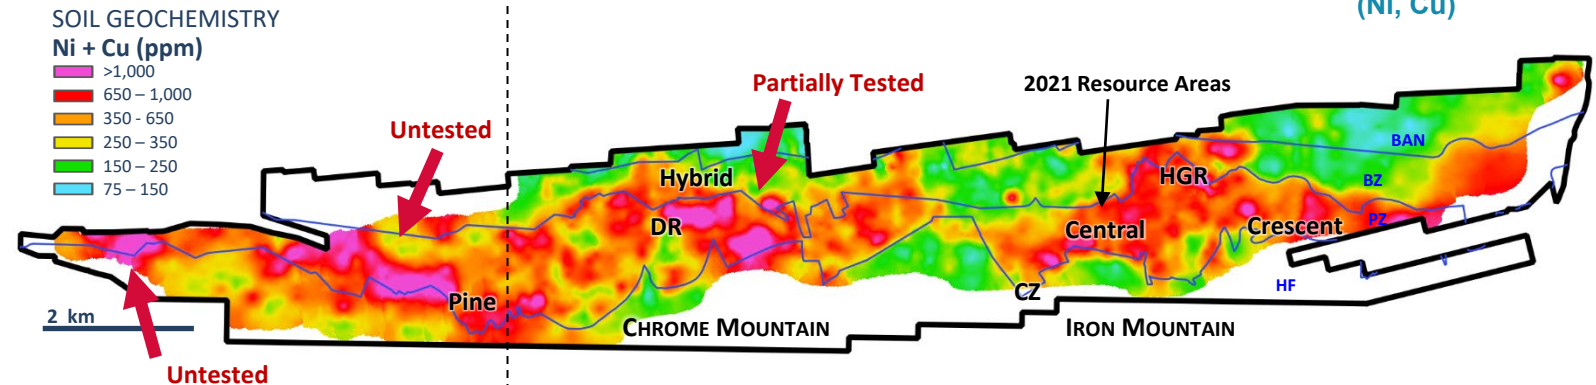 (Ni, Cu)
SOIL GEOCHEMISTRY
Ni + Cu (ppm)
>1,000
650 – 1,000
350 - 650
250 – 350
150 – 250
75 – 150
Untested
Partially Tested
2021 Resource Areas
BAN
Hybrid
HGR
BZ
DR
Central
Crescent
PZ
Pine
CZ
HF
2 km
CHROME MOUNTAIN
IRON MOUNTAIN
Untested